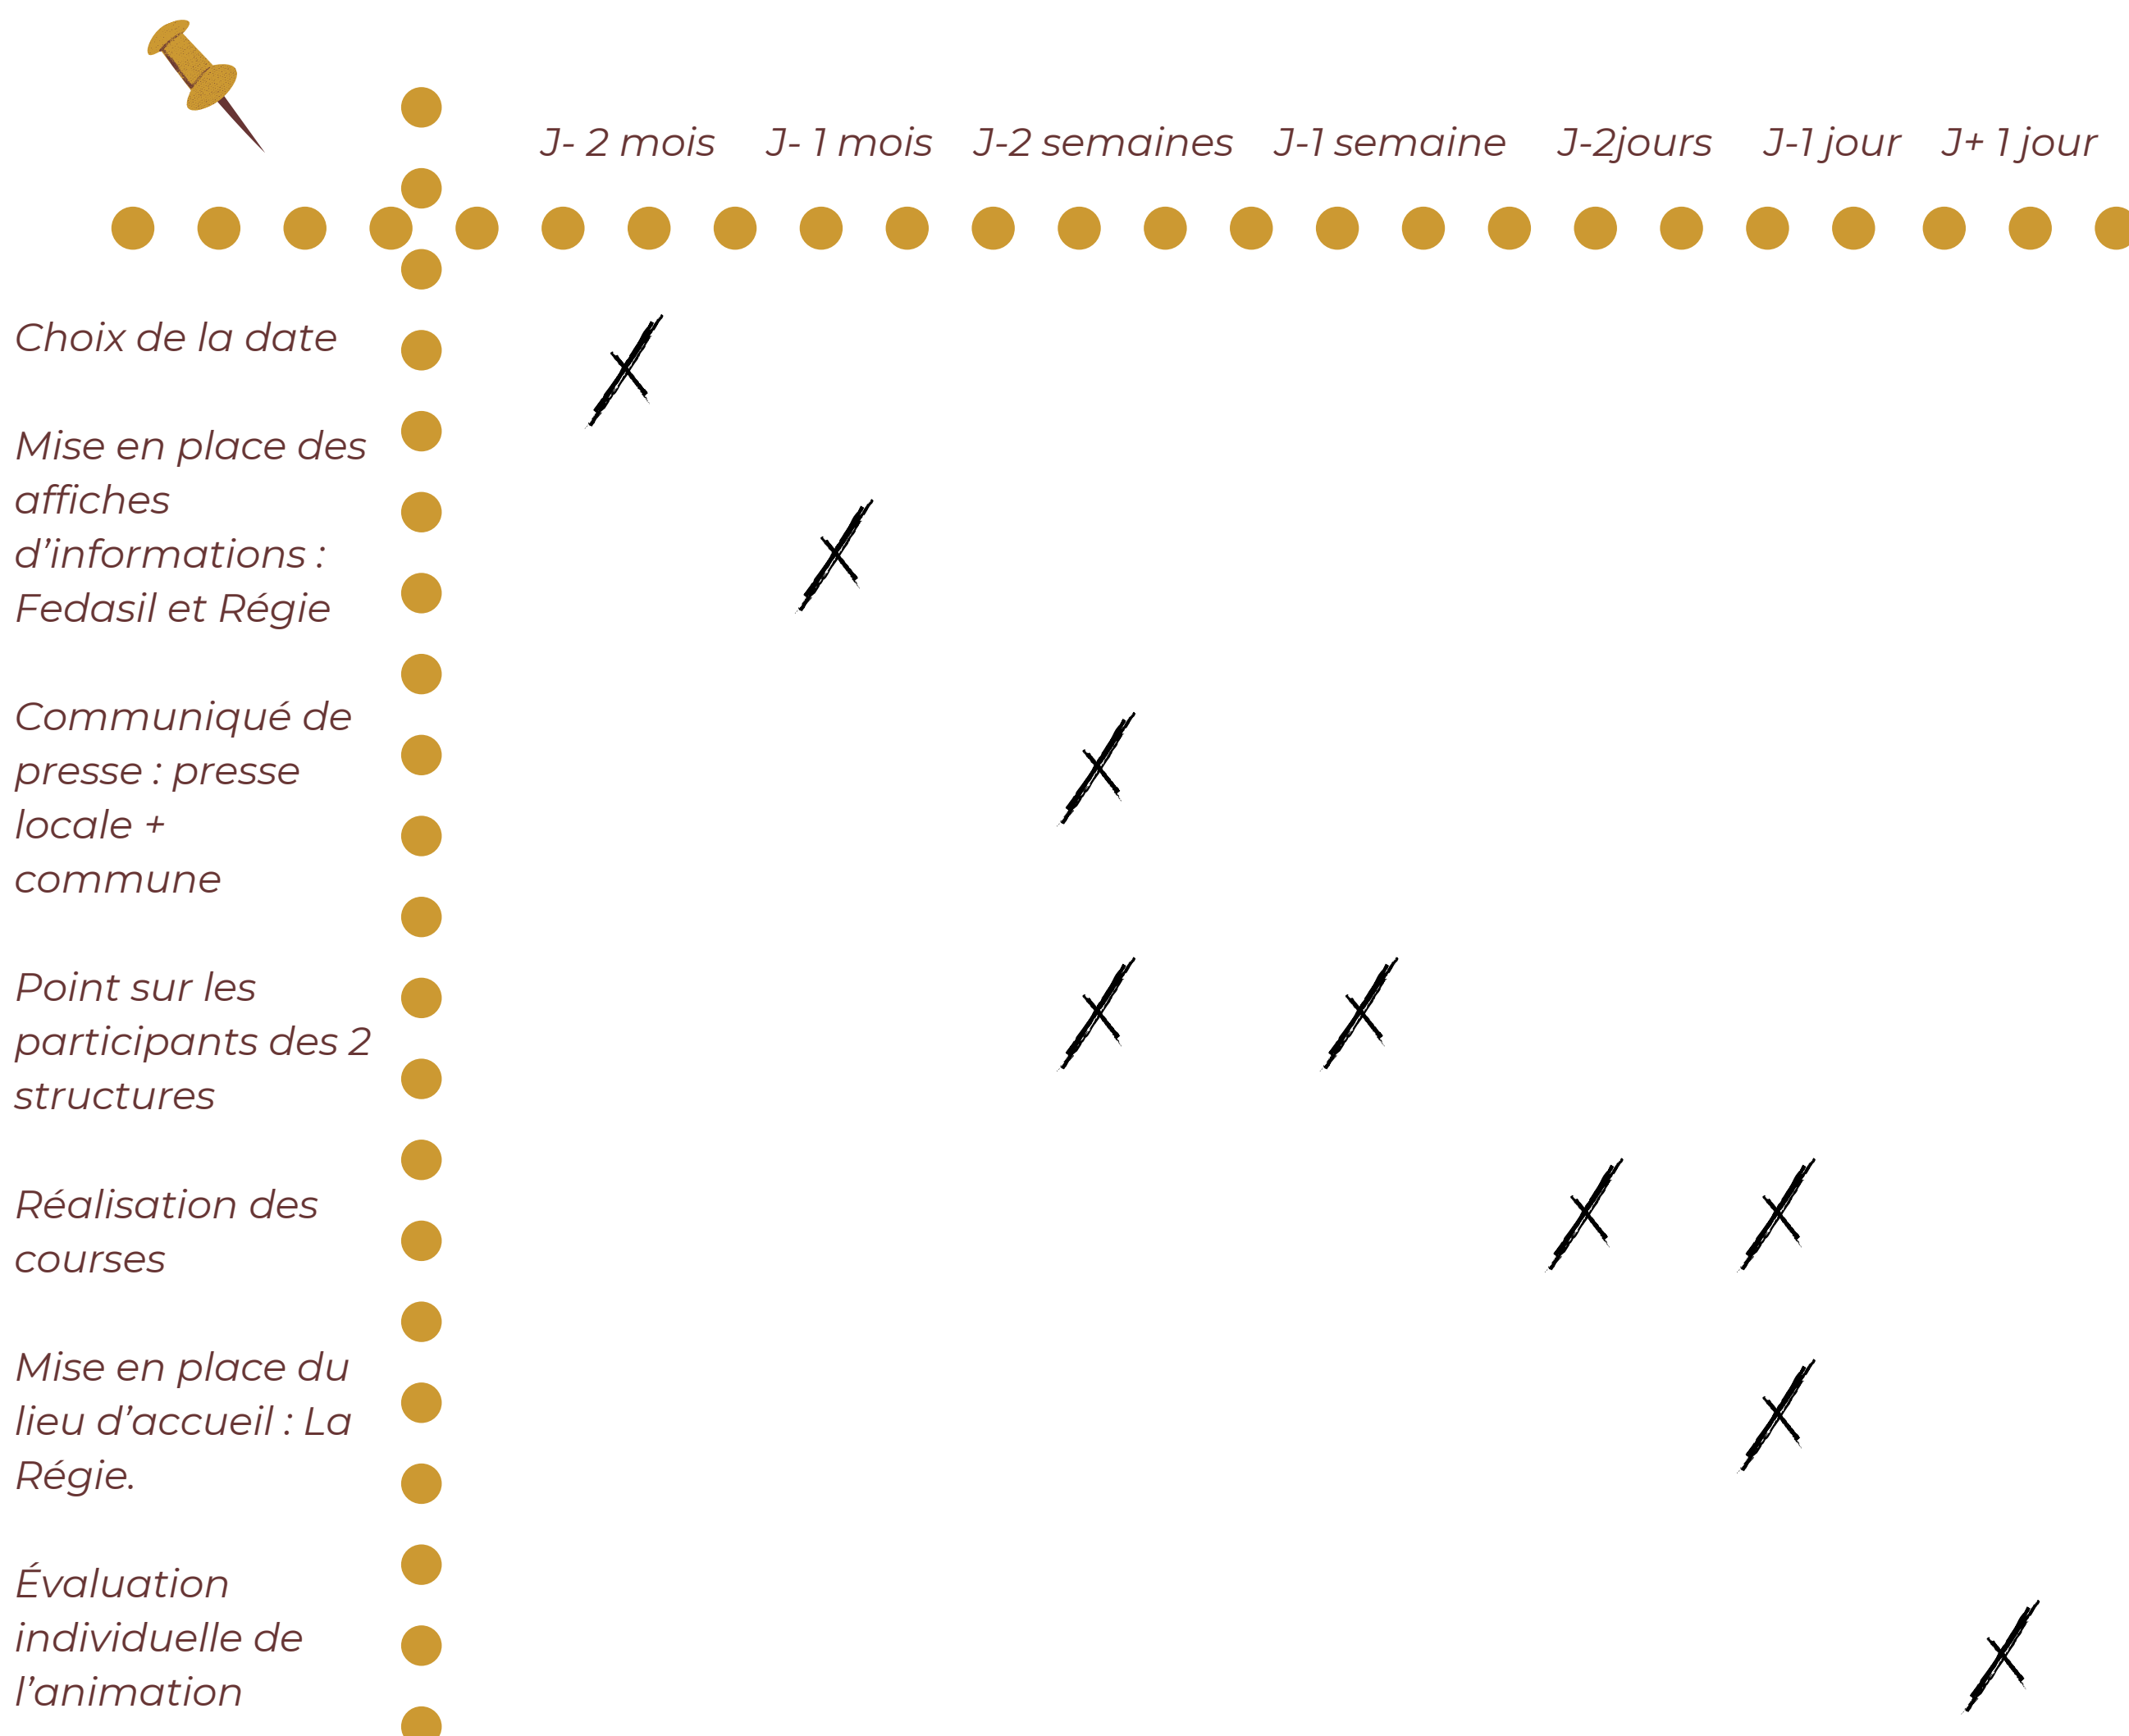 J- 2 mois J- 1 mois J-2 semaines J-1 semaine J-2jours J-1 jour J+ 1 jour
Choix de la date
Mise en place des
affiches
d’informations :
Fedasil et Régie
Communiqué de
presse : presse
locale +
commune
Point sur les
participants des 2
structures
Réalisation des
courses
Mise en place du
lieu d’accueil : La
Régie.
Évaluation
individuelle de
l’animation